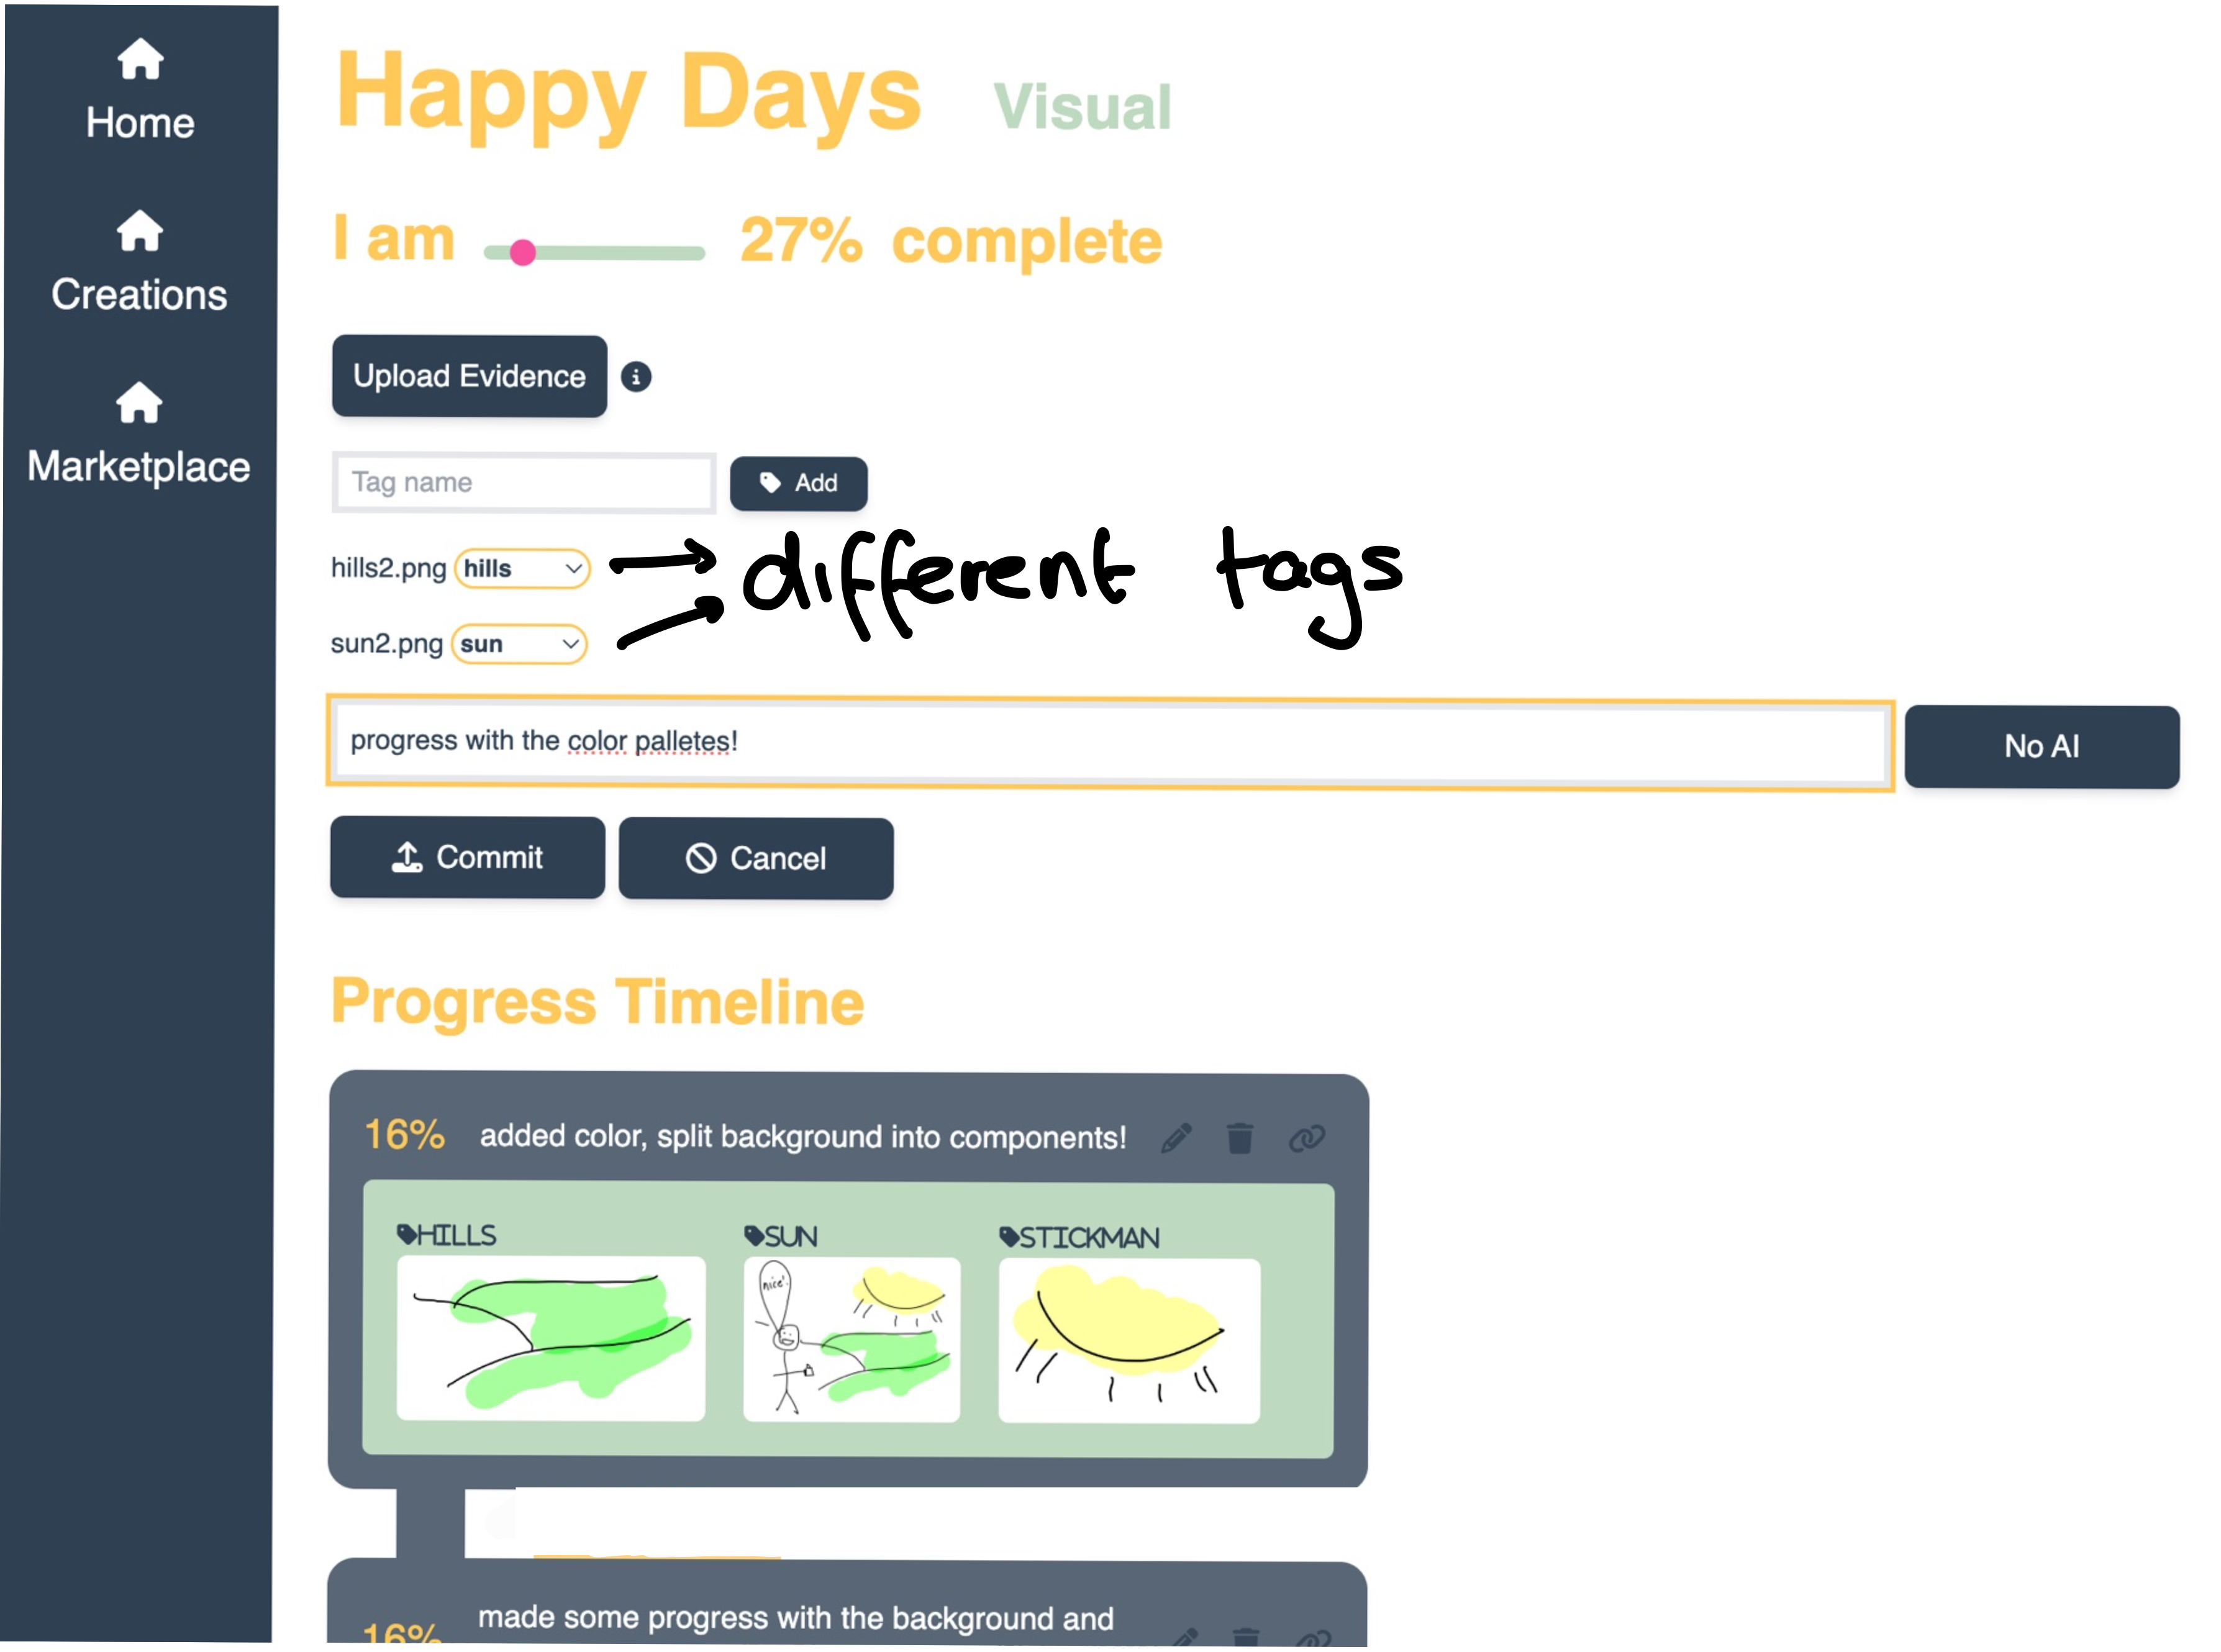 Home
Creations
Marketplace
Happy Days Visual
I am 27% complete
Upload Evidence
Tag name Add
hills2.png hills
different tags
sun2.png sun
progress with the color palletes! No AI
Commit Cancel
Progress Timeline
16% added color, split background into components!
HILLS SUN STICKMAN
nice!
made some progress with the background and
16%